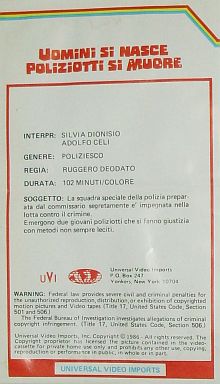 UOMINI SI NASCE
POLIZIOTTI SI MUORE
INTERPR: SILVIA DIONISIO
ADOLFO CELI
GENERE: POLIZIESCO
REGIA: RUGGERO DEODATO
DURATA: 102 MINUTI/COLORE
SOGGETTO: La squadra speciale della polizia prepar
ata dal commissario segretamente e' impegnata nella
lotta contro il crimine.
Emergono due giovani poliziotti che si fanno giustizia
con metodi non sempre leciti.
UVI
Universal Video Imports
P.O. Box 247
Yonkers, New York 10704
WARNING: Federal law provides severe civil and criminal penalties for
the unauthorized reproduction, distribution, or exhibition of copyrighted
motion pictures and video tapes (Title 17, United States Code, Section
501 and 506.)
The Federal Bureau of Investigation investigates allegations of criminal
copyright infringement. (Title 17, United States Code, Section 506.)
Universal Video Imports, Inc. Copyright © 1986 - All rights reserved. The
Copyright proprietor has licensed the picture contained in the video-
cassette for private home use only and prohibits any other use, copying,
reproduction or performance in public, in whole or in part.
UNIVERSAL VIDEO IMPORTS